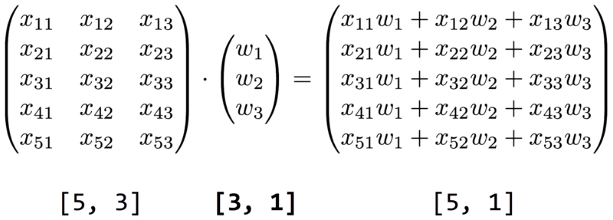 x₁₁ x₁₂ x₁₃ x₁₁w₁ + x₁₂w₂ + x₁₃w₃
x₂₁ x₂₂ x₂₃ w₁ x₂₁w₁ + x₂₂w₂ + x₂₃w₃
x₃₁ x₃₂ x₃₃ · w₂ = x₃₁w₁ + x₃₂w₂ + x₃₃w₃
x₄₁ x₄₂ x₄₃ w₃ x₄₁w₁ + x₄₂w₂ + x₄₃w₃
x₅₁ x₅₂ x₅₃ x₅₁w₁ + x₅₂w₂ + x₅₃w₃
[5, 3] [3, 1] [5, 1]